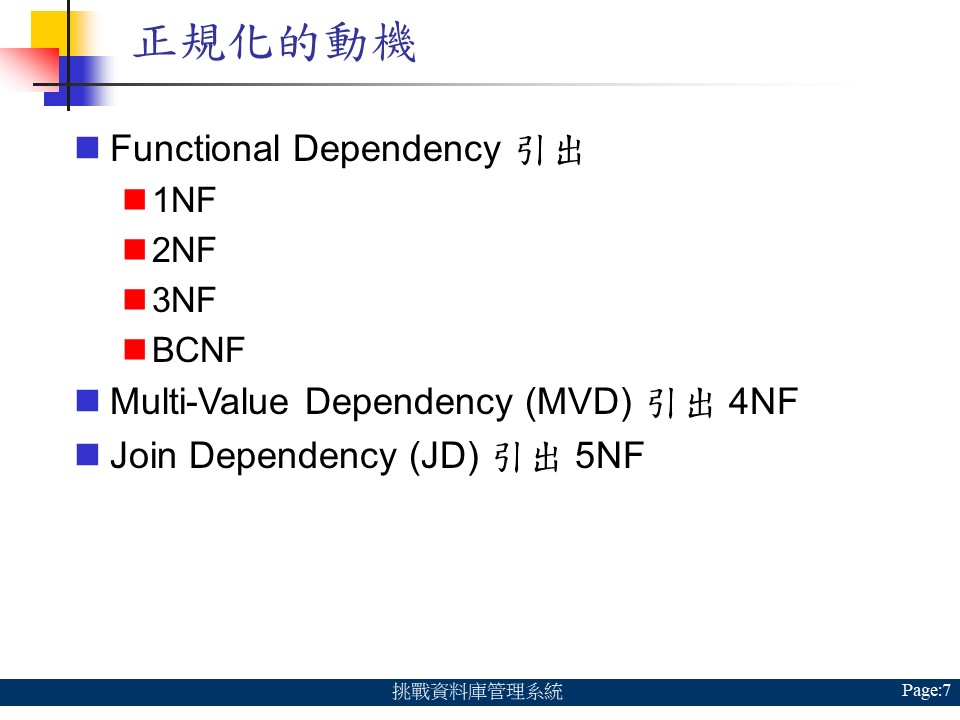 正規化的動機
Functional Dependency 引出
1NF
2NF
3NF
BCNF
Multi-Value Dependency (MVD) 引出 4NF
Join Dependency (JD) 引出 5NF
挑戰資料庫管理系統
Page:7